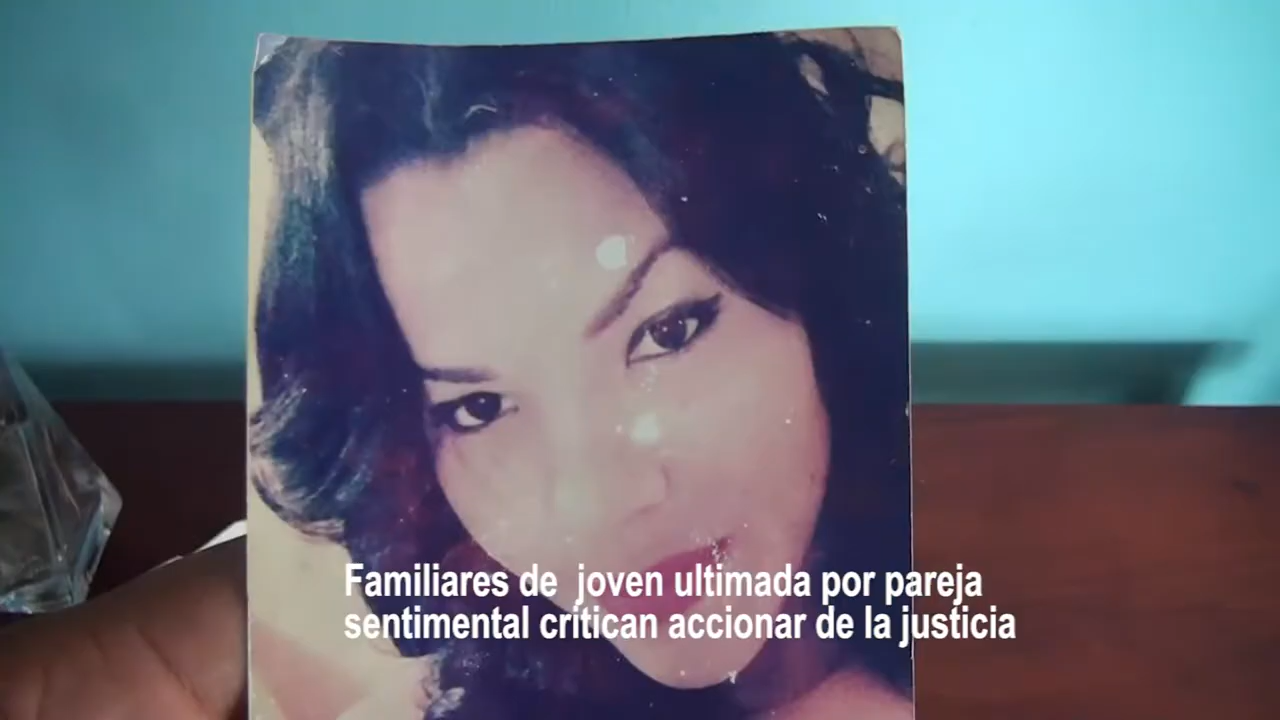 Familiares de joven ultimada por pareja
sentimental critican accionar de la justicia